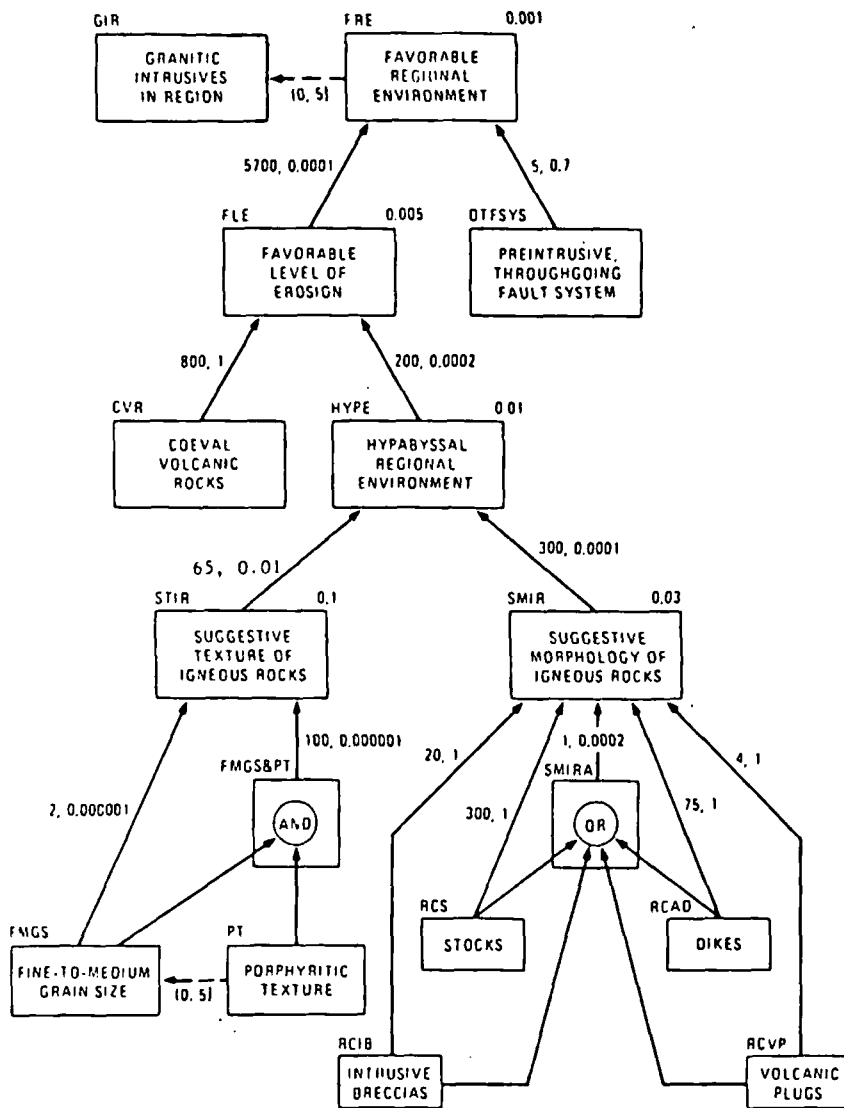 GIR
FRE
0.001
GRANITIC
INTRUSIVES
IN REGION
FAVORABLE
REGIONAL
ENVIRONMENT
(0, 5]
5700, 0.0001
5, 0.7
FLE
0.005
OTFSYS
FAVORABLE
LEVEL OF
EROSIGN
PREINTRUSIVE,
THROUGHGOING
FAULT SYSTEM
800, 1
200, 0.0002
CVR
HYPE
0.01
COEVAL
VOLCANIC
ROCKS
HYPABYSSAL
REGIONAL
ENVIRONMENT
65, 0.01
300, 0.0001
STIR
0.1
SMIR
0.03
SUGGESTIVE
TEXTURE OF
IGNEOUS ROCKS
SUGGESTIVE
MORPHOLOGY OF
IGNEOUS ROCKS
100, 0.000001
20, 1
1, 0.0002
4, 1
FMGS&PT
SMIRA
2, 0.000001
300, 1
75, 1
AND
OR
RCS
RCAD
STOCKS
DIKES
FMGS
PT
FINE-TO-MEDIUM
GRAIN SIZE
PORPHYRITIC
TEXTURE
(0, 5]
RCIB
RCVP
INTRUSIVE
BRECCIAS
VOLCANIC
PLUGS